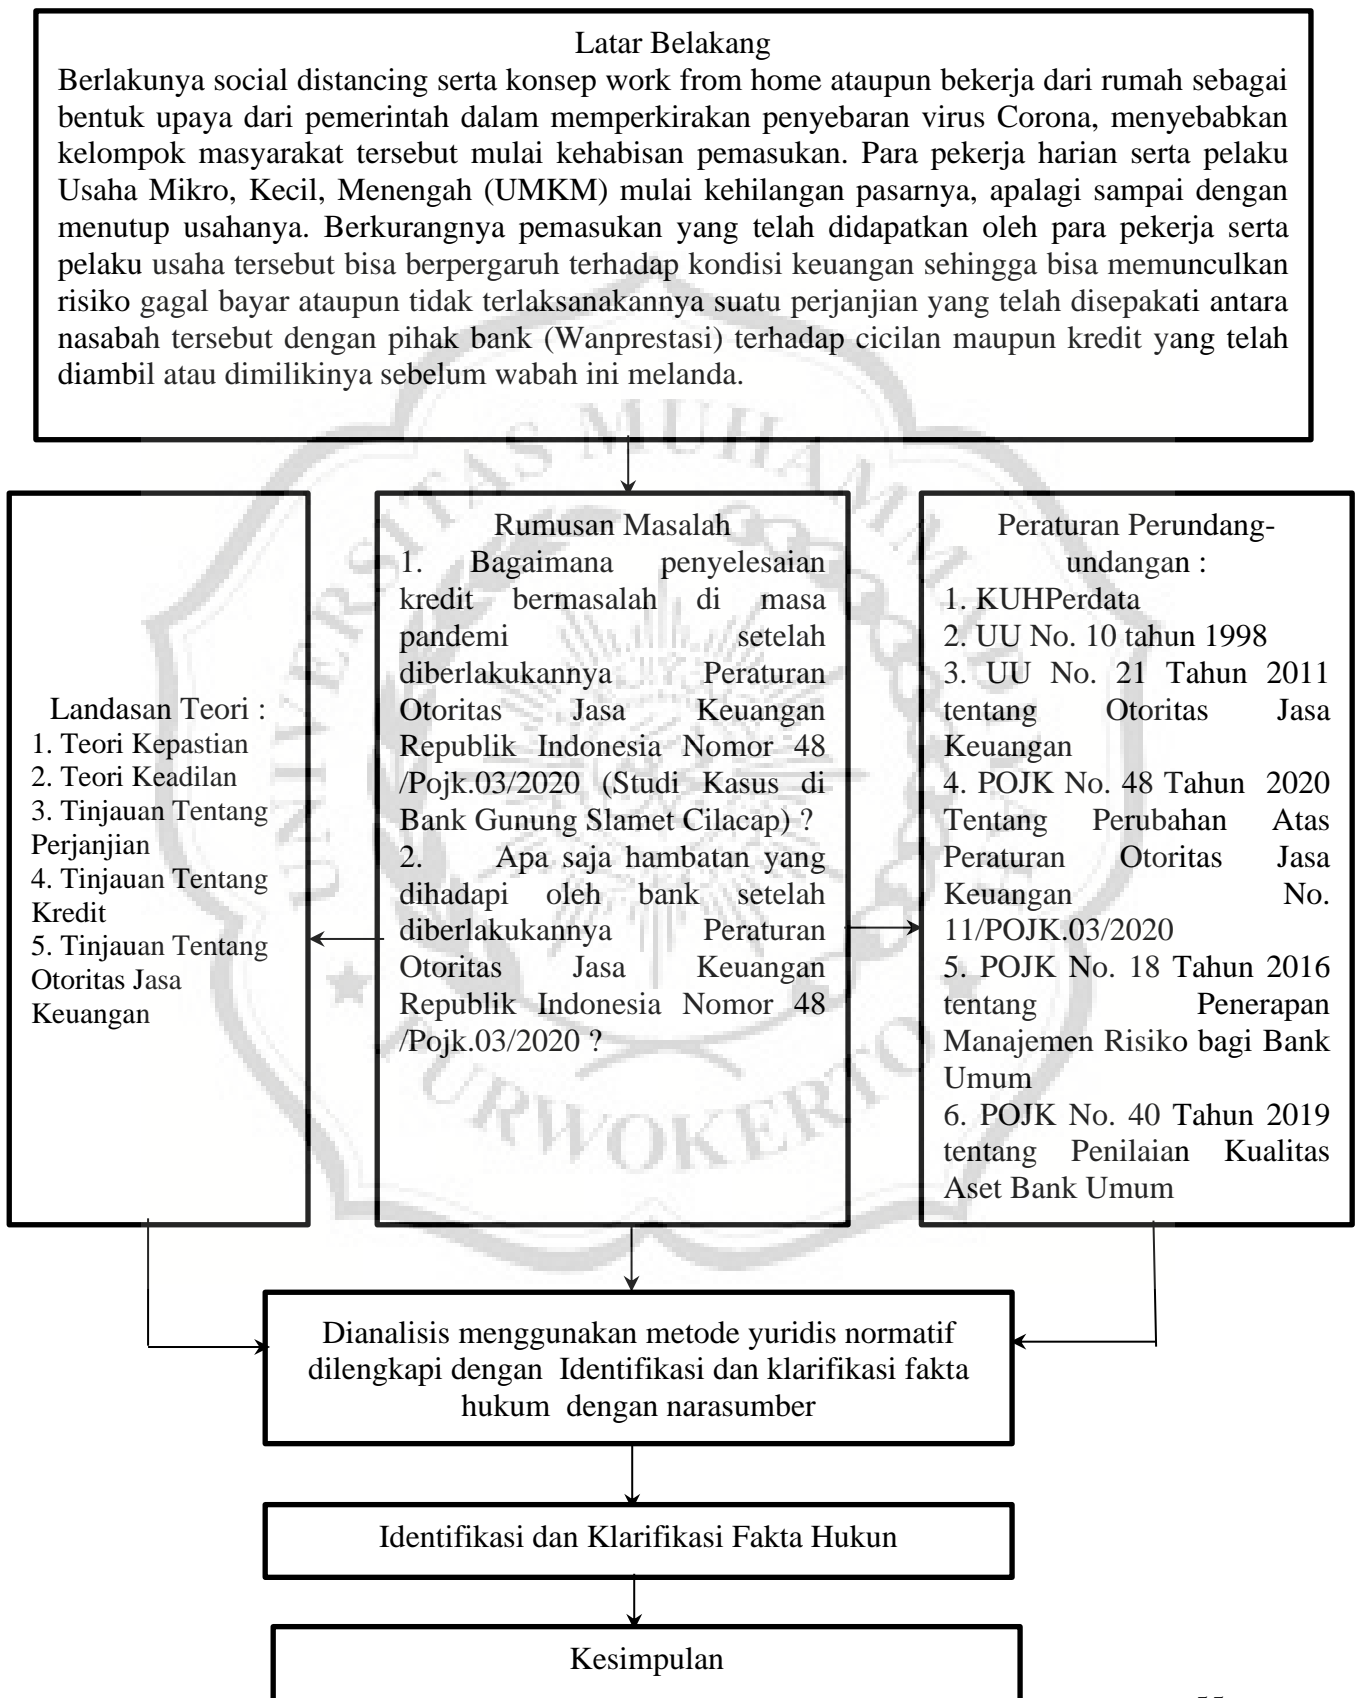 Latar Belakang
Berlakunya social distancing serta konsep work from home ataupun bekerja dari rumah sebagai
bentuk upaya dari pemerintah dalam memperkirakan penyebaran virus Corona, menyebabkan
kelompok masyarakat tersebut mulai kehabisan pemasukan. Para pekerja harian serta pelaku
Usaha Mikro, Kecil, Menengah (UMKM) mulai kehilangan pasarnya, apalagi sampai dengan
menutup usahanya. Berkurangnya pemasukan yang telah didapatkan oleh para pekerja serta
pelaku usaha tersebut bisa berpergaruh terhadap kondisi keuangan sehingga bisa memunculkan
risiko gagal bayar ataupun tidak terlaksanakannya suatu perjanjian yang telah disepakati antara
nasabah tersebut dengan pihak bank (Wanprestasi) terhadap cicilan maupun kredit yang telah
diambil atau dimilikinya sebelum wabah ini melanda.
Landasan Teori :
1. Teori Kepastian
2. Teori Keadilan
3. Tinjauan Tentang
Perjanjian
4. Tinjauan Tentang
Kredit
5. Tinjauan Tentang
Otoritas Jasa
Keuangan
Rumusan Masalah
1. Bagaimana penyelesaian
kredit bermasalah di masa
pandemi setelah
diberlakukannya Peraturan
Otoritas Jasa Keuangan
Republik Indonesia Nomor 48
/Pojk.03/2020 (Studi Kasus di
Bank Gunung Slamet Cilacap) ?
2. Apa saja hambatan yang
dihadapi oleh bank setelah
diberlakukannya Peraturan
Otoritas Jasa Keuangan
Republik Indonesia Nomor 48
/Pojk.03/2020 ?
Peraturan Perundang-
undangan :
1. KUHPerdata
2. UU No. 10 tahun 1998
3. UU No. 21 Tahun 2011
tentang Otoritas Jasa
Keuangan
4. POJK No. 48 Tahun 2020
Tentang Perubahan Atas
Peraturan Otoritas Jasa
Keuangan No.
11/POJK.03/2020
5. POJK No. 18 Tahun 2016
tentang Penerapan
Manajemen Risiko bagi Bank
Umum
6. POJK No. 40 Tahun 2019
tentang Penilaian Kualitas
Aset Bank Umum
UNIVERSITAS MUHAMMADIYAH
PURWOKERTO
Dianalisis menggunakan metode yuridis normatif
dilengkapi dengan Identifikasi dan klarifikasi fakta
hukum dengan narasumber
Identifikasi dan Klarifikasi Fakta Hukun
Kesimpulan